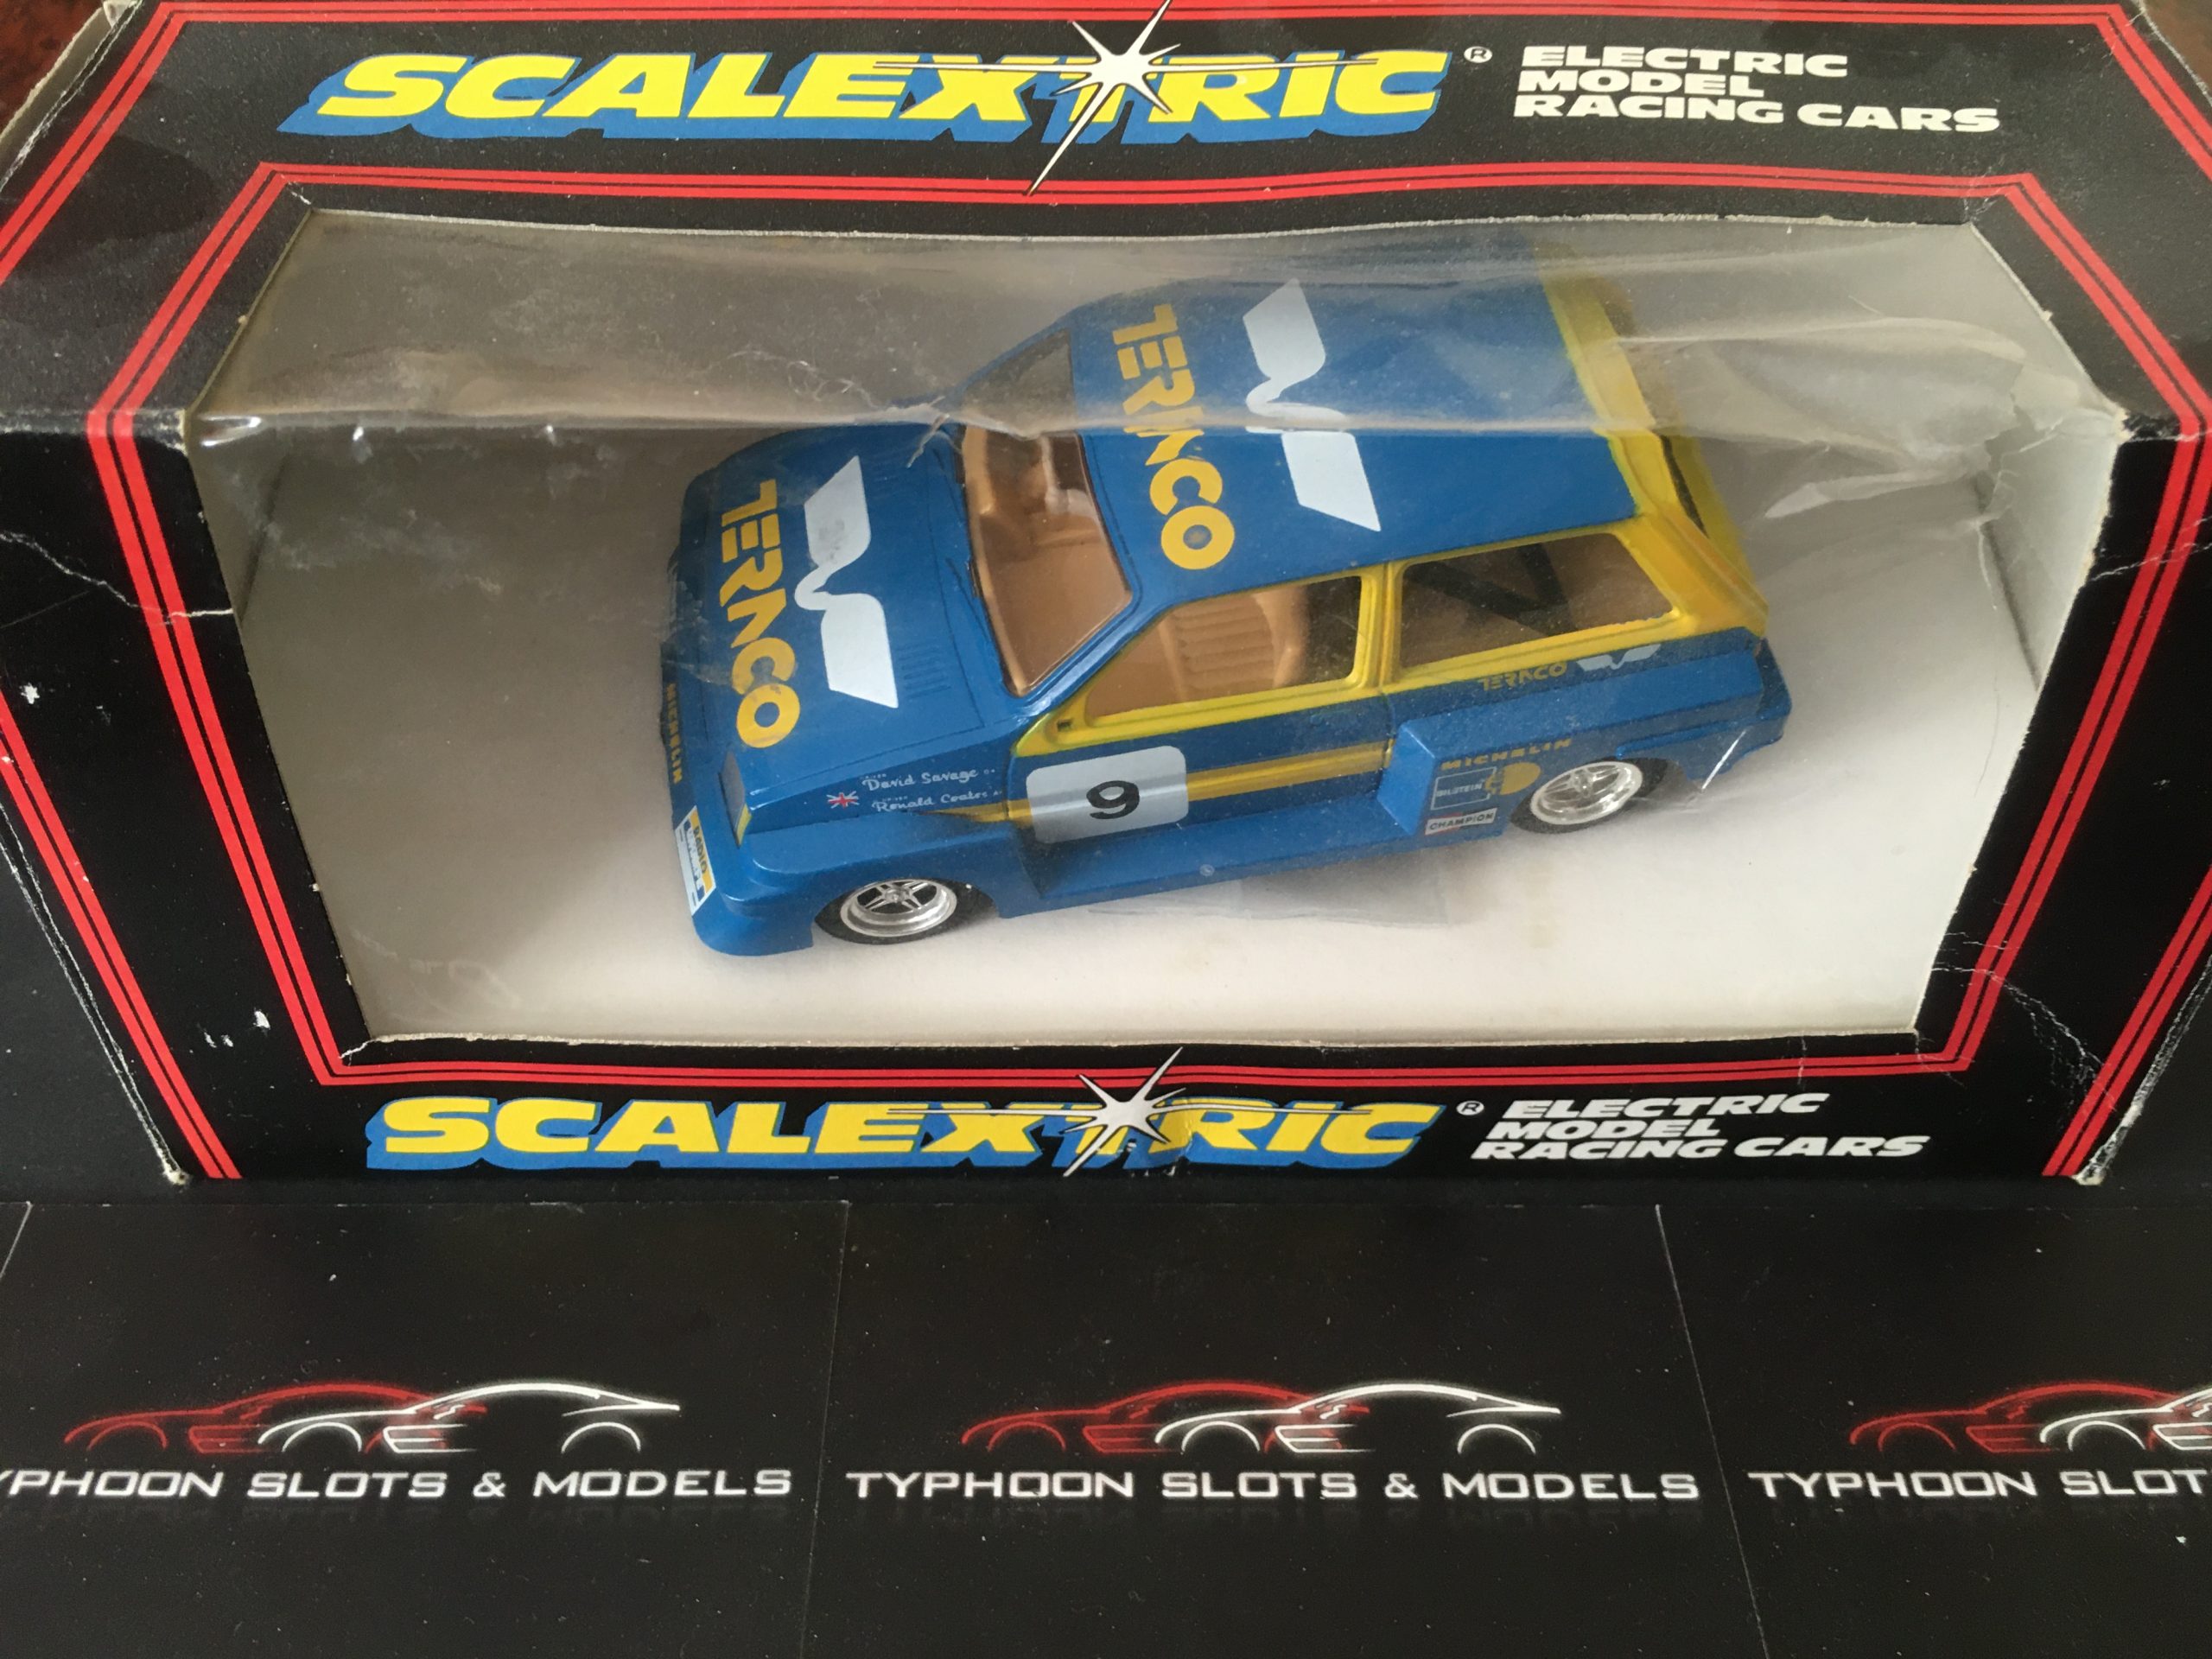 SCALEXTRIC® ELECTRIC
MODEL
RACING CARS
TERNCO
TERNCO
TERNCO
MICHELIN
David Savage
Ronald Coates
9
MICHELIN
BILSTEIN
CHAMPION
RADIO
SCALEXTRIC® ELECTRIC
MODEL
RACING CARS
YPHOON SLOTS & MODELS
TYPHOON SLOTS & MODELS
TYPHOON SLOT